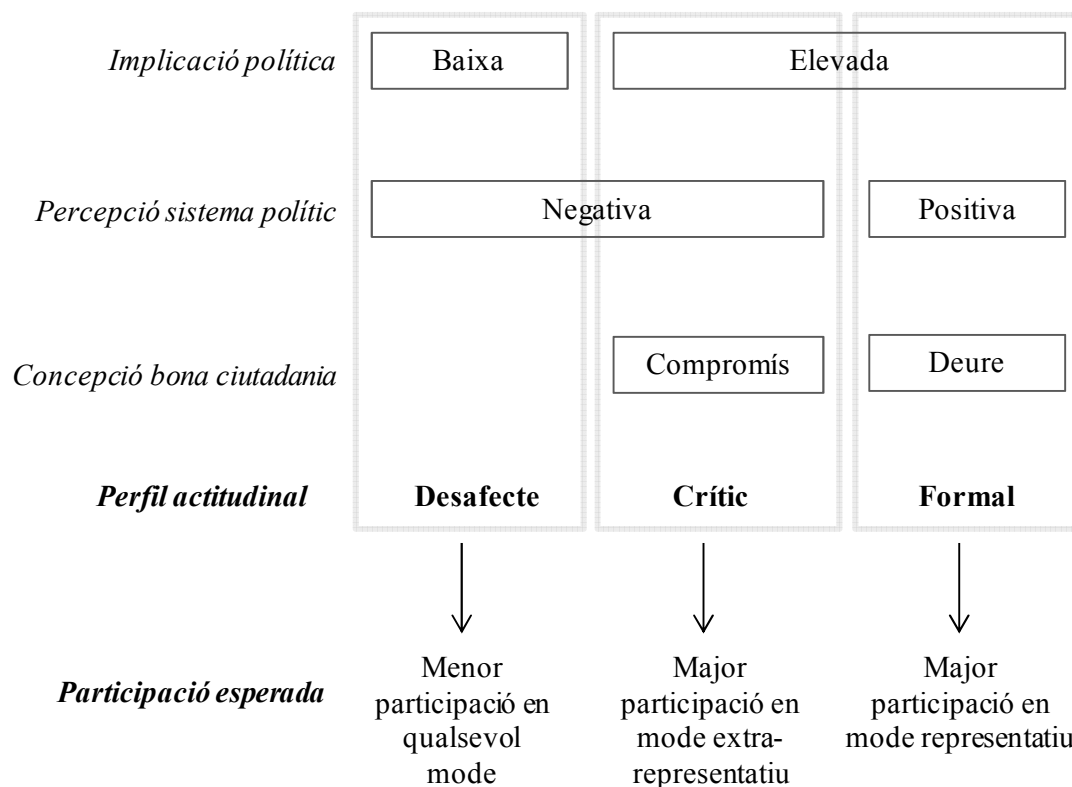 Implicació política
Baixa
Elevada
Percepció sistema polític
Negativa
Positiva
Concepció bona ciutadania
Compromís
Deure
Perfil actitudinal
Desafecte
Crític
Formal
Participació esperada
Menor
participació en
qualsevol
mode
Major
participació en
mode extra-
representatiu
Major
participació en
mode representatiu